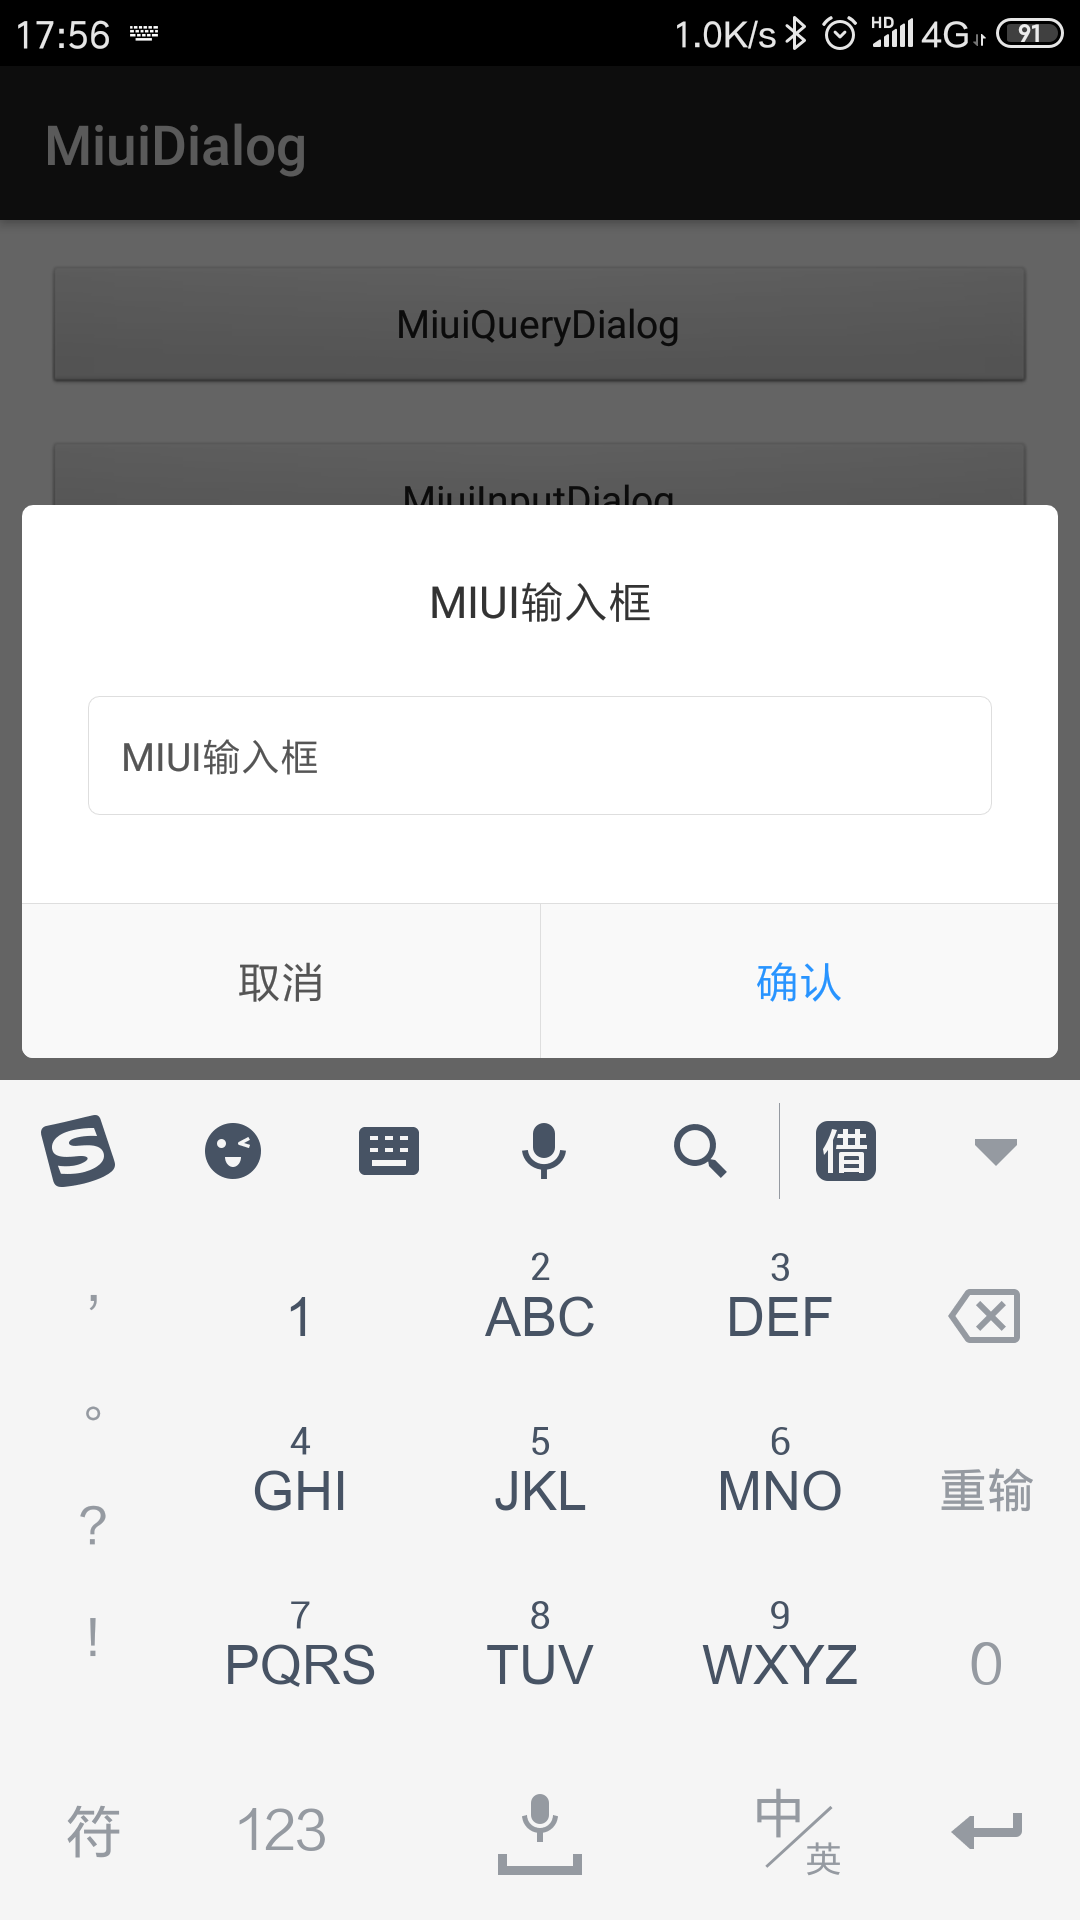 17:56 1.0K/s HD 4G 91
MiuiDialog
MiuiQueryDialog
MiuiInputDialog
MIUI输入框
MIUI输入框
取消 确认
S 借
, 1 2 ABC 3 DEF
。 4 GHI 5 JKL 6 MNO 重输
?
! 7 PQRS 8 TUV 9 WXYZ 0
符 123 中/英